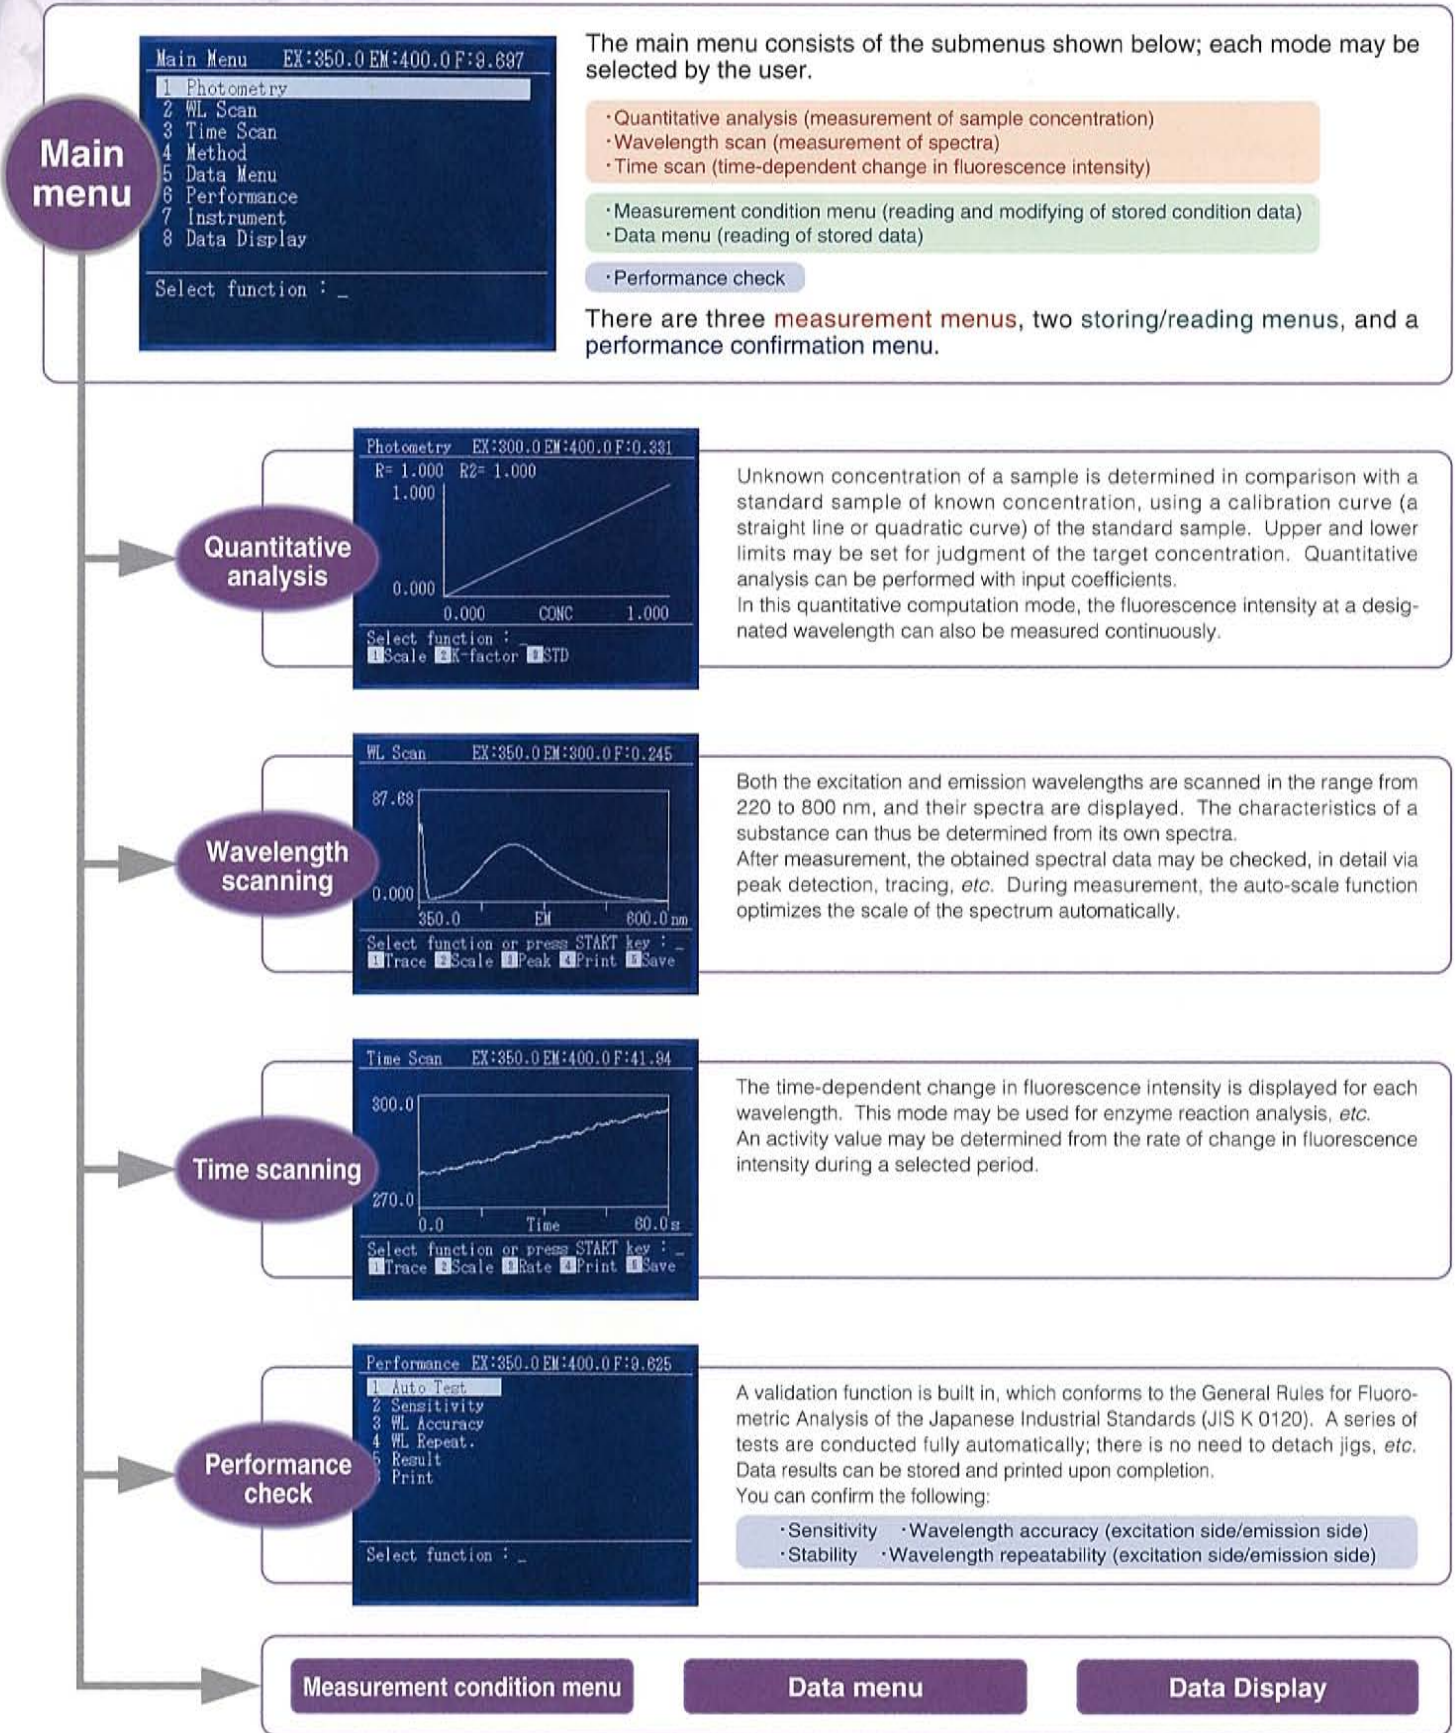 Main
menu
Main Menu EX:350.0 EM:400.0 F:9.697
1 Photometry
2 WL Scan
3 Time Scan
4 Method
5 Data Menu
6 Performance
7 Instrument
8 Data Display
Select function : _
The main menu consists of the submenus shown below; each mode may be
selected by the user.
・Quantitative analysis (measurement of sample concentration)
・Wavelength scan (measurement of spectra)
・Time scan (time-dependent change in fluorescence intensity)
・Measurement condition menu (reading and modifying of stored condition data)
・Data menu (reading of stored data)
・Performance check
There are three measurement menus, two storing/reading menus, and a
performance confirmation menu.
Quantitative
analysis
Photometry EX:300.0 EM:400.0 F:0.331
R= 1.000 R2= 1.000
1.000
0.000
0.000 CONC 1.000
Select function : _
1Scale 2K-factor 3STD
Unknown concentration of a sample is determined in comparison with a
standard sample of known concentration, using a calibration curve (a
straight line or quadratic curve) of the standard sample. Upper and lower
limits may be set for judgment of the target concentration. Quantitative
analysis can be performed with input coefficients.
In this quantitative computation mode, the fluorescence intensity at a desig-
nated wavelength can also be measured continuously.
Wavelength
scanning
WL Scan EX:350.0 EM:300.0 F:0.245
87.68
0.000
350.0 EM 600.0 nm
Select function or press START key : _
1Trace 2Scale 3Peak 4Print 5Save
Both the excitation and emission wavelengths are scanned in the range from
220 to 800 nm, and their spectra are displayed. The characteristics of a
substance can thus be determined from its own spectra.
After measurement, the obtained spectral data may be checked, in detail via
peak detection, tracing, etc. During measurement, the auto-scale function
optimizes the scale of the spectrum automatically.
Time scanning
Time Scan EX:350.0 EM:400.0 F:41.94
300.0
270.0
0.0 Time 60.0 s
Select function or press START key : _
1Trace 2Scale 3Rate 4Print 5Save
The time-dependent change in fluorescence intensity is displayed for each
wavelength. This mode may be used for enzyme reaction analysis, etc.
An activity value may be determined from the rate of change in fluorescence
intensity during a selected period.
Performance
check
Performance EX:350.0 EM:400.0 F:9.625
1 Auto Test
2 Sensitivity
3 WL Accuracy
4 WL Repeat.
5 Result
Print
Select function : _
A validation function is built in, which conforms to the General Rules for Fluoro-
metric Analysis of the Japanese Industrial Standards (JIS K 0120). A series of
tests are conducted fully automatically; there is no need to detach jigs, etc.
Data results can be stored and printed upon completion.
You can confirm the following:
・Sensitivity ・Wavelength accuracy (excitation side/emission side)
・Stability ・Wavelength repeatability (excitation side/emission side)
Measurement condition menu
Data menu
Data Display